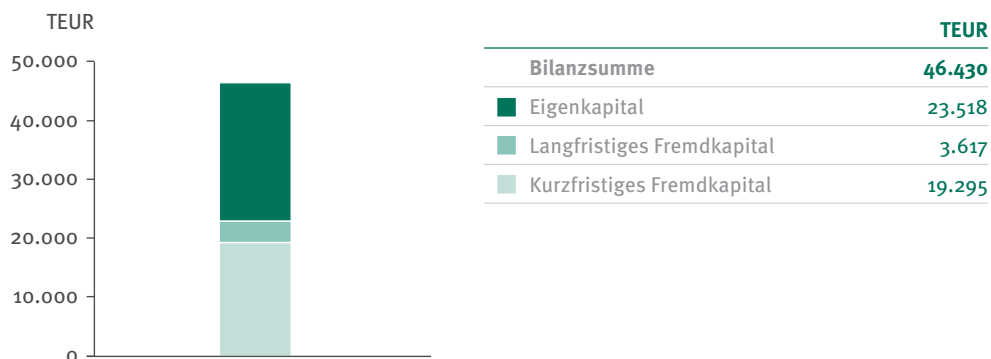 TEUR
50.000
40.000
30.000
20.000
10.000
0
TEUR
Bilanzsumme 46.430
Eigenkapital 23.518
Langfristiges Fremdkapital 3.617
Kurzfristiges Fremdkapital 19.295